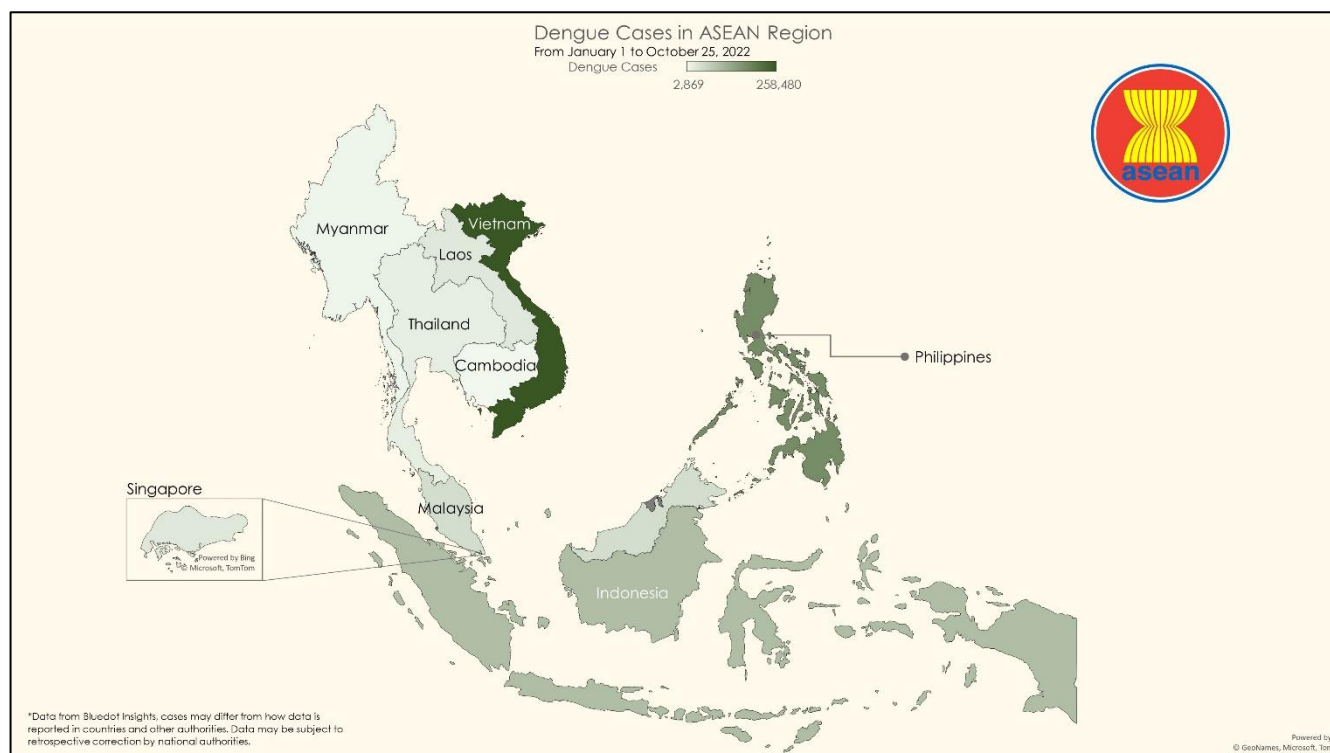 Dengue Cases in ASEAN Region
From January 1 to October 25, 2022
Dengue Cases
2,869 258,480
asean
Myanmar
Vietnam
Laos
Thailand
Cambodia
Philippines
Singapore
Malaysia
Powered by Bing
© Microsoft, TomTom
Indonesia
*Data from Bluedot Insights, cases may differ from how data is
reported in countries and other authorities. Data may be subject to
retrospective correction by national authorities.
Powered by
© GeoNames, Microsoft, Tom